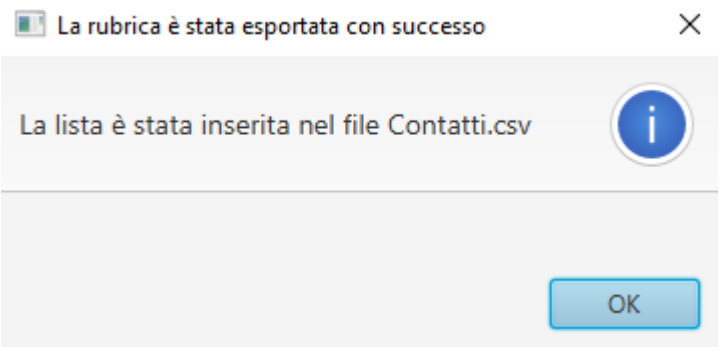 La rubrica è stata esportata con successo
La lista è stata inserita nel file Contatti.csv
i
OK